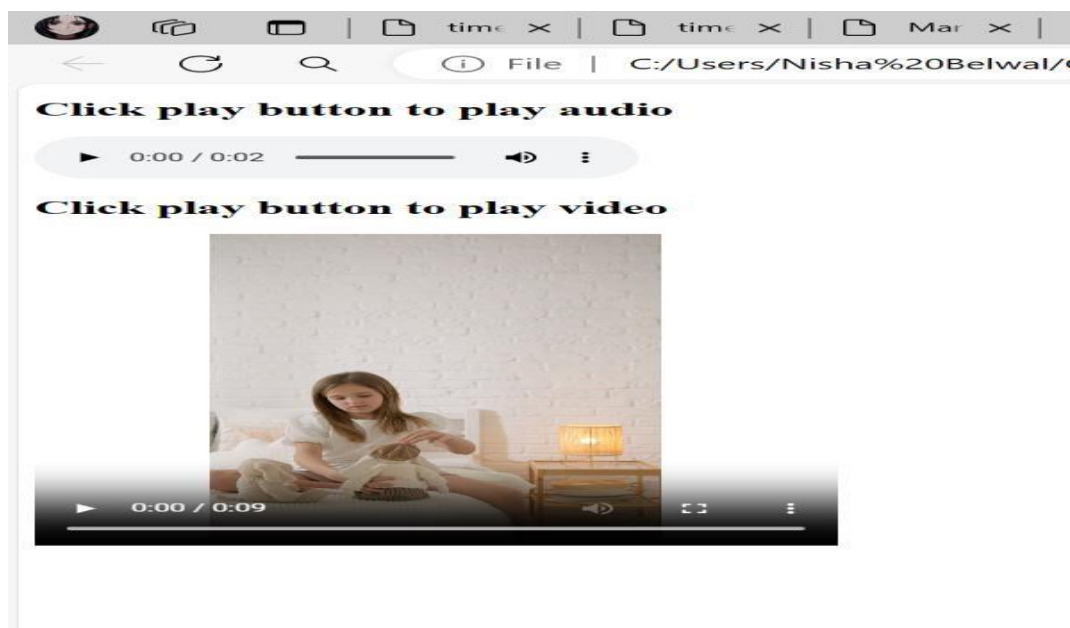 time time Mar
File C:/Users/Nisha%20Belwal/
Click play button to play audio
0:00 / 0:02
Click play button to play video
0:00 / 0:09